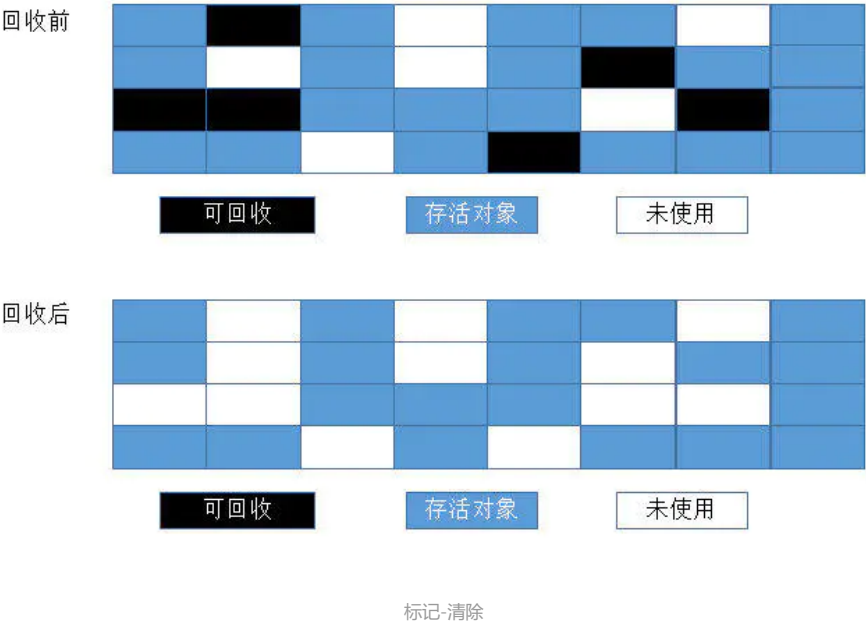 回收前
可回收
存活对象
未使用
回收后
可回收
存活对象
未使用
标记-清除